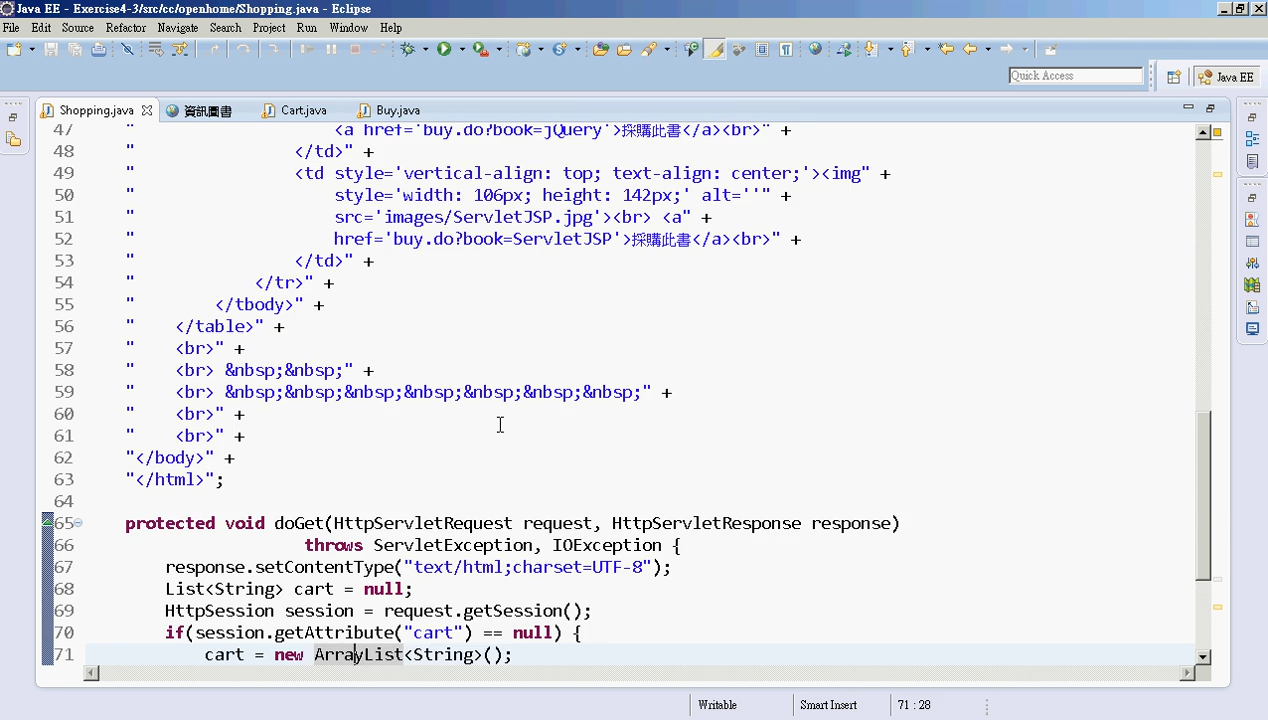 Java EE - Exercise4-3/src/cc/openhome/Shopping.java - Eclipse
File Edit Source Refactor Navigate Search Project Run Window Help
Quick Access
Java EE
Shopping.java 資訊圖書 Cart.java Buy.java
47 " <a href='buy.do?book=jQuery'>採購此書</a><br>" +
48 " </td>" +
49 " <td style='vertical-align: top; text-align: center;'><img" +
50 " style='width: 106px; height: 142px;' alt=''" +
51 " src='images/ServletJSP.jpg'><br> <a" +
52 " href='buy.do?book=ServletJSP'>採購此書</a><br>" +
53 " </td>" +
54 " </tr>" +
55 " </tbody>" +
56 " </table>" +
57 " <br>" +
58 " <br> &nbsp;&nbsp;" +
59 " <br> &nbsp;&nbsp;&nbsp;&nbsp;&nbsp;&nbsp;&nbsp;" +
60 " <br>" +
61 " <br>" +
62 "</body>" +
63 "</html>";
64
65 protected void doGet(HttpServletRequest request, HttpServletResponse response)
66 throws ServletException, IOException {
67 response.setContentType("text/html;charset=UTF-8");
68 List<String> cart = null;
69 HttpSession session = request.getSession();
70 if(session.getAttribute("cart") == null) {
71 cart = new ArrayList<String>();
Writable Smart Insert 71 : 28